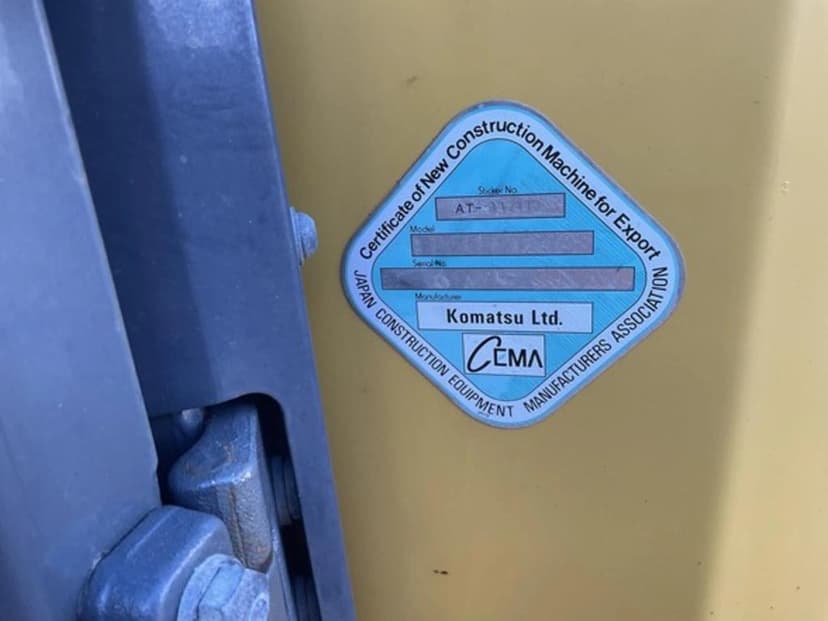 Certificate of New Construction Machine for Export
Sticker No.
AT-
Model
Serial No.
Manufacturer
Komatsu Ltd.
CEMA
JAPAN CONSTRUCTION EQUIPMENT MANUFACTURERS ASSOCIATION